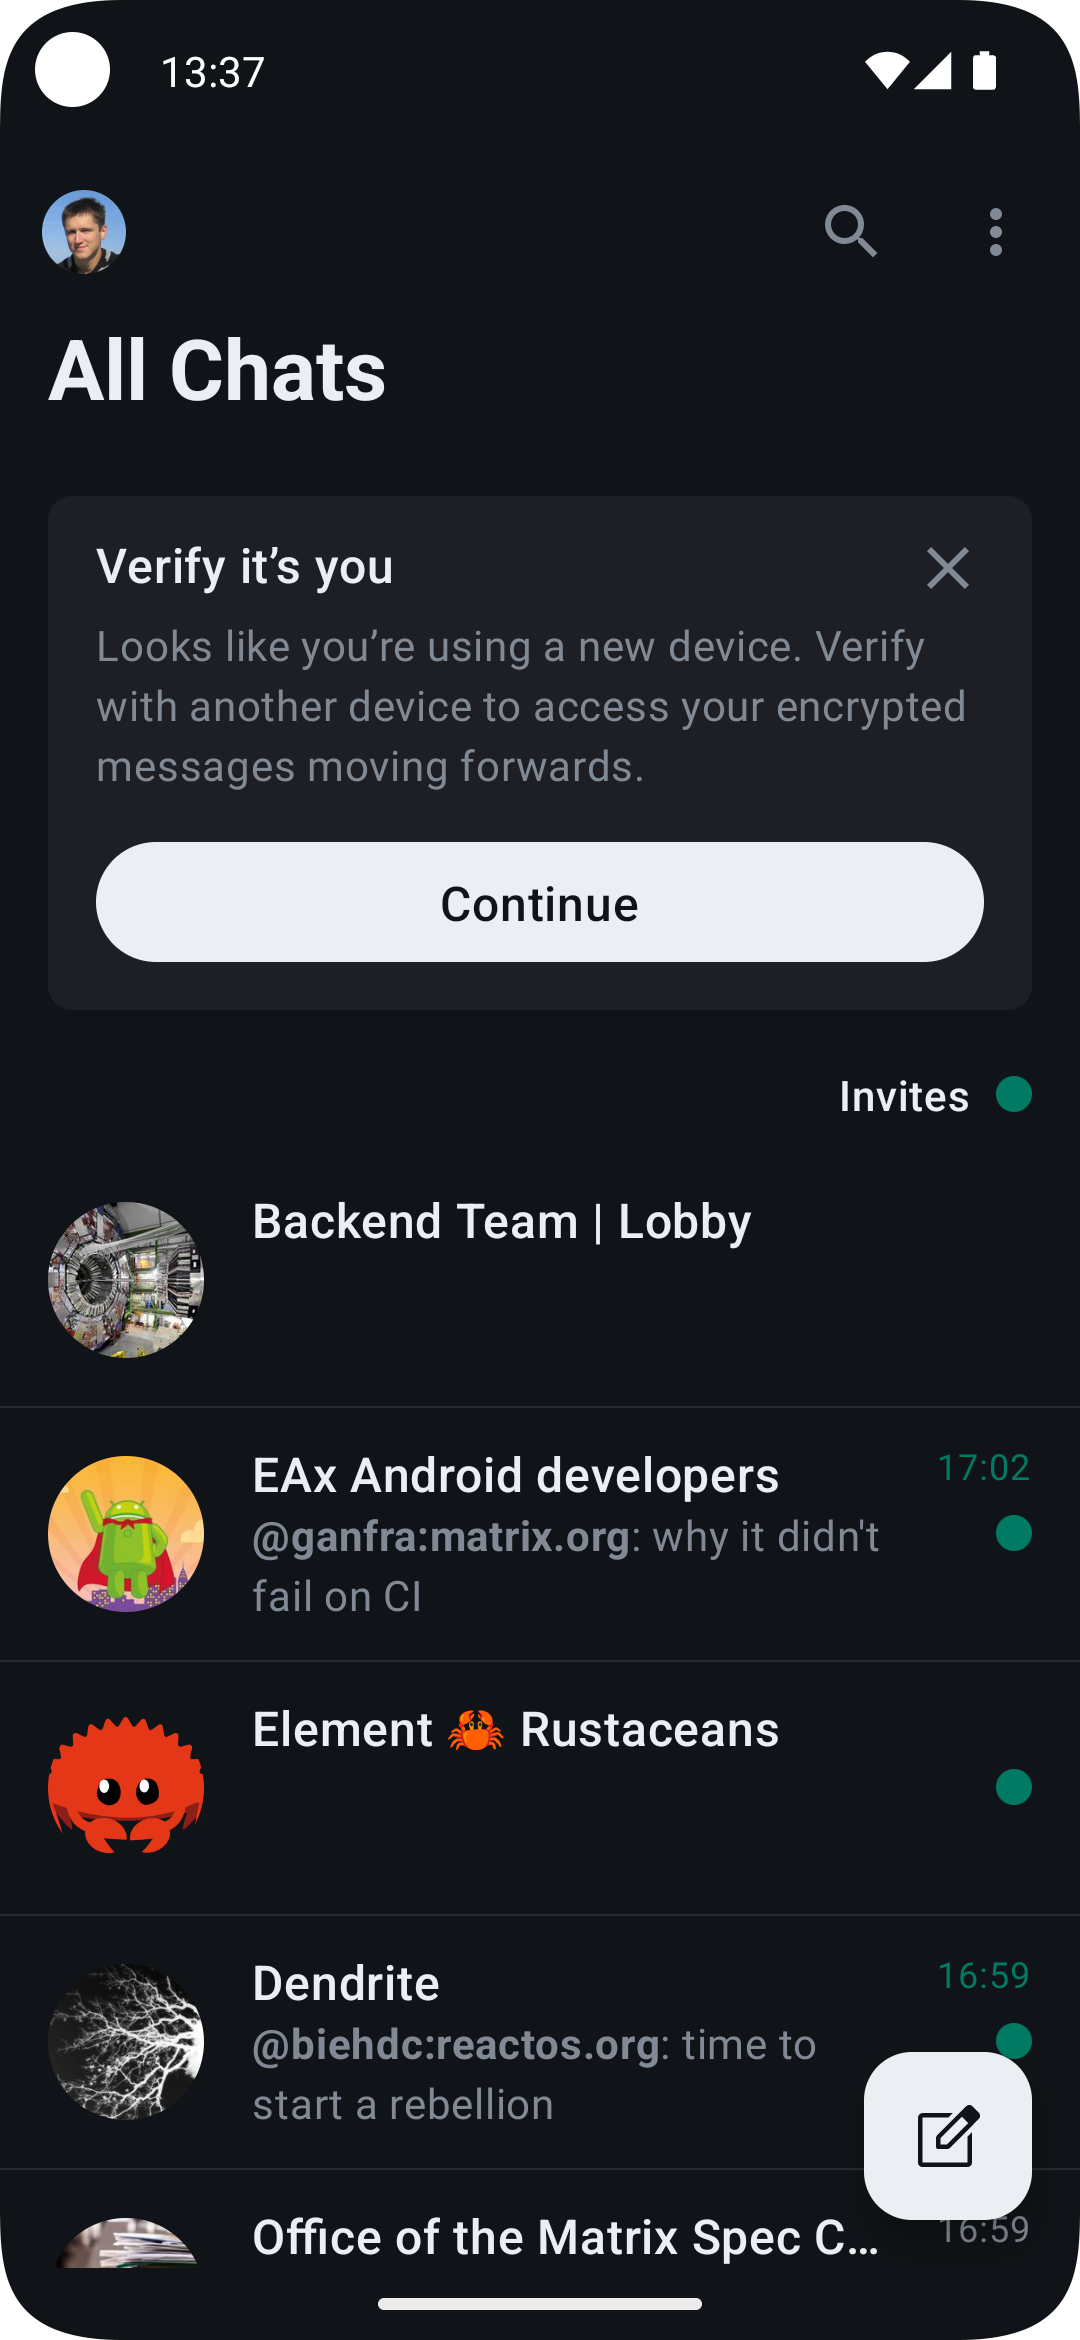 13:37
All Chats
Verify it’s you
Looks like you’re using a new device. Verify
with another device to access your encrypted
messages moving forwards.
Continue
Invites
Backend Team | Lobby
EAx Android developers
17:02
@ganfra:matrix.org: why it didn't
fail on CI
Element 🦀 Rustaceans
Dendrite
16:59
@biehdc:reactos.org: time to
start a rebellion
Office of the Matrix Spec C…
16:59